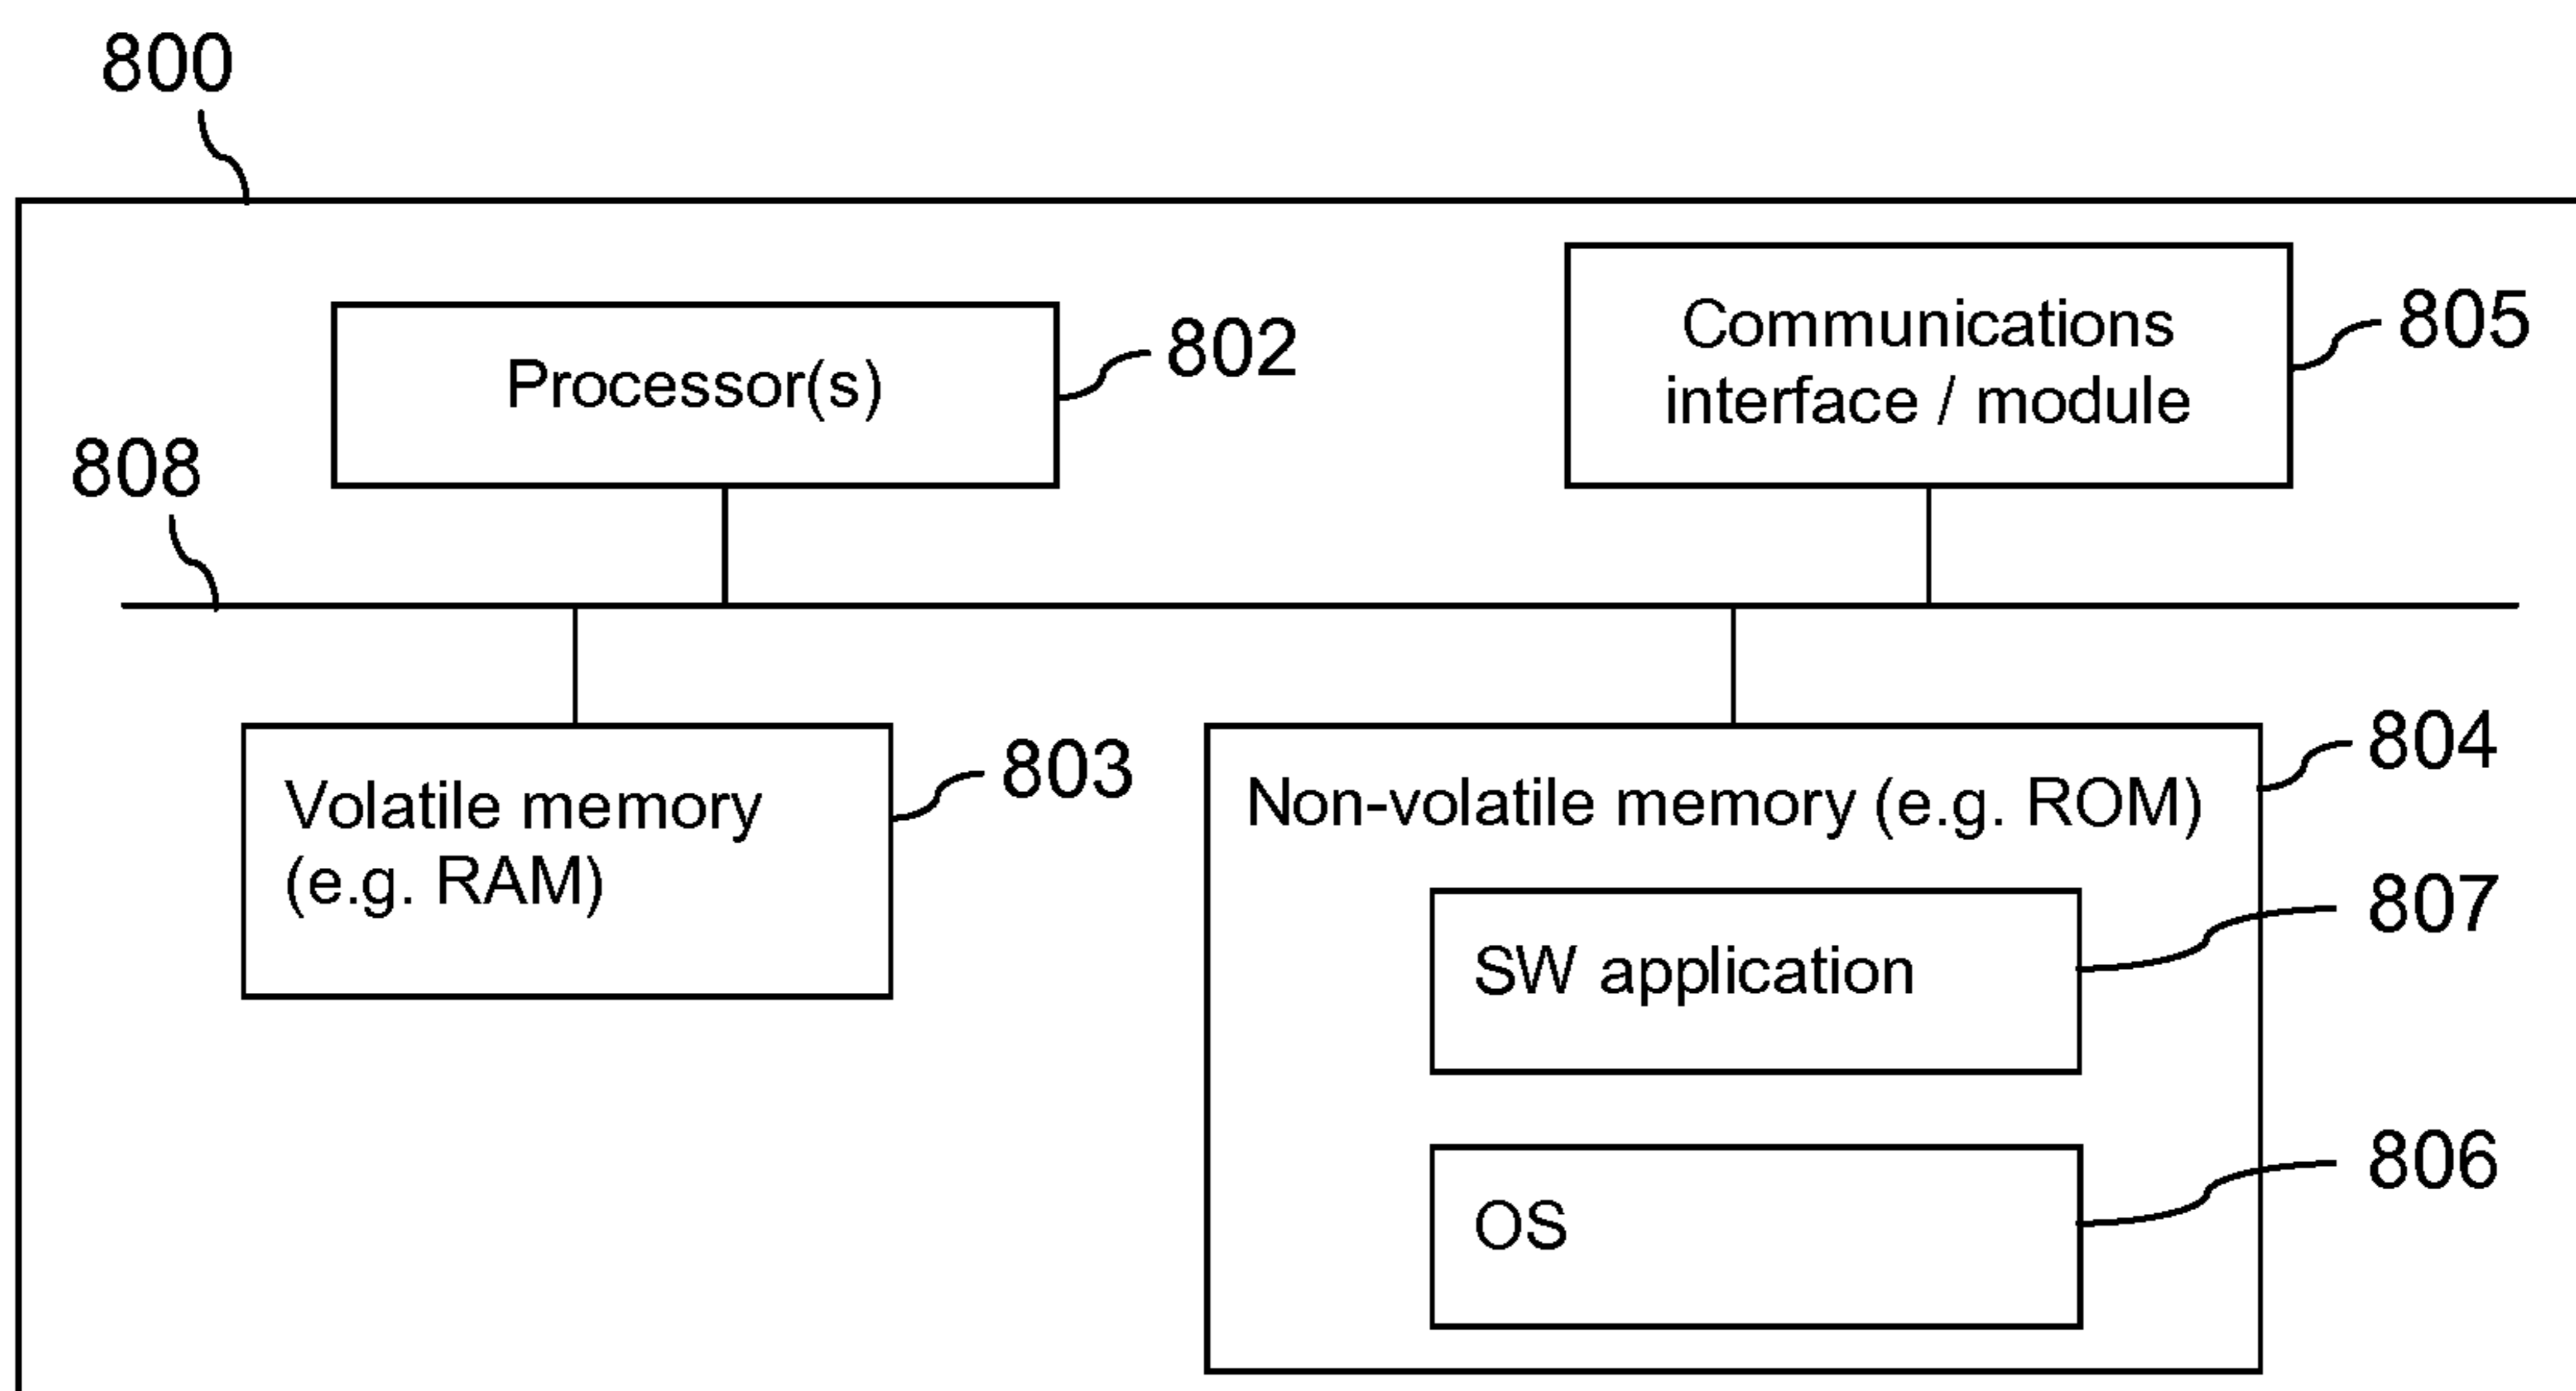 800
Processor(s)
802
Communications
interface / module
805
808
Volatile memory
(e.g. RAM)
803
Non-volatile memory (e.g. ROM)
804
SW application
807
OS
806